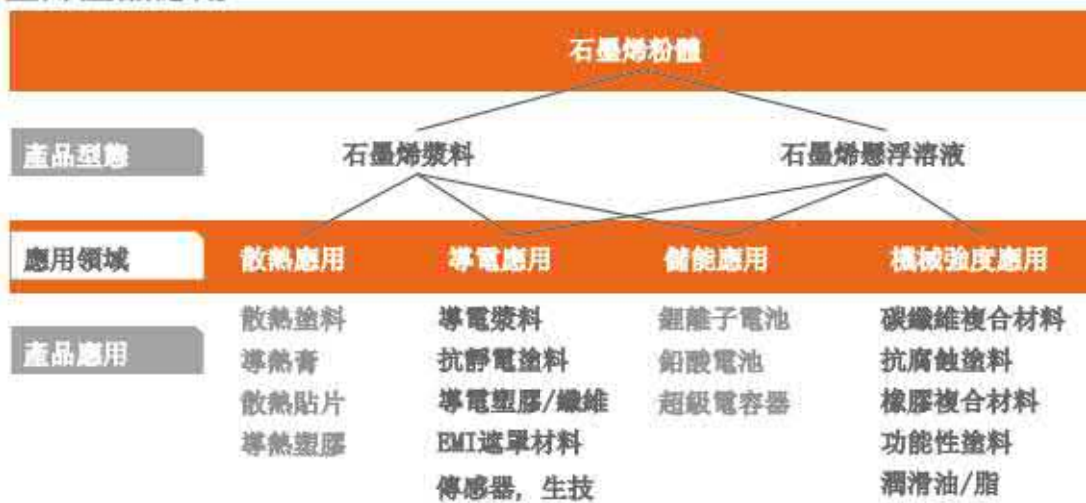 石墨烯粉體
產品型態
石墨烯漿料
石墨烯懸浮溶液
應用領域
散熱應用
導電應用
儲能應用
機械強度應用
產品應用
散熱塗料
導熱膏
散熱貼片
導熱塑膠
導電漿料
抗靜電塗料
導電塑膠/纖維
EMI遮罩材料
傳感器, 生技
鋰離子電池
鉛酸電池
超級電容器
碳纖維複合材料
抗腐蝕塗料
橡膠複合材料
功能性塗料
潤滑油/脂